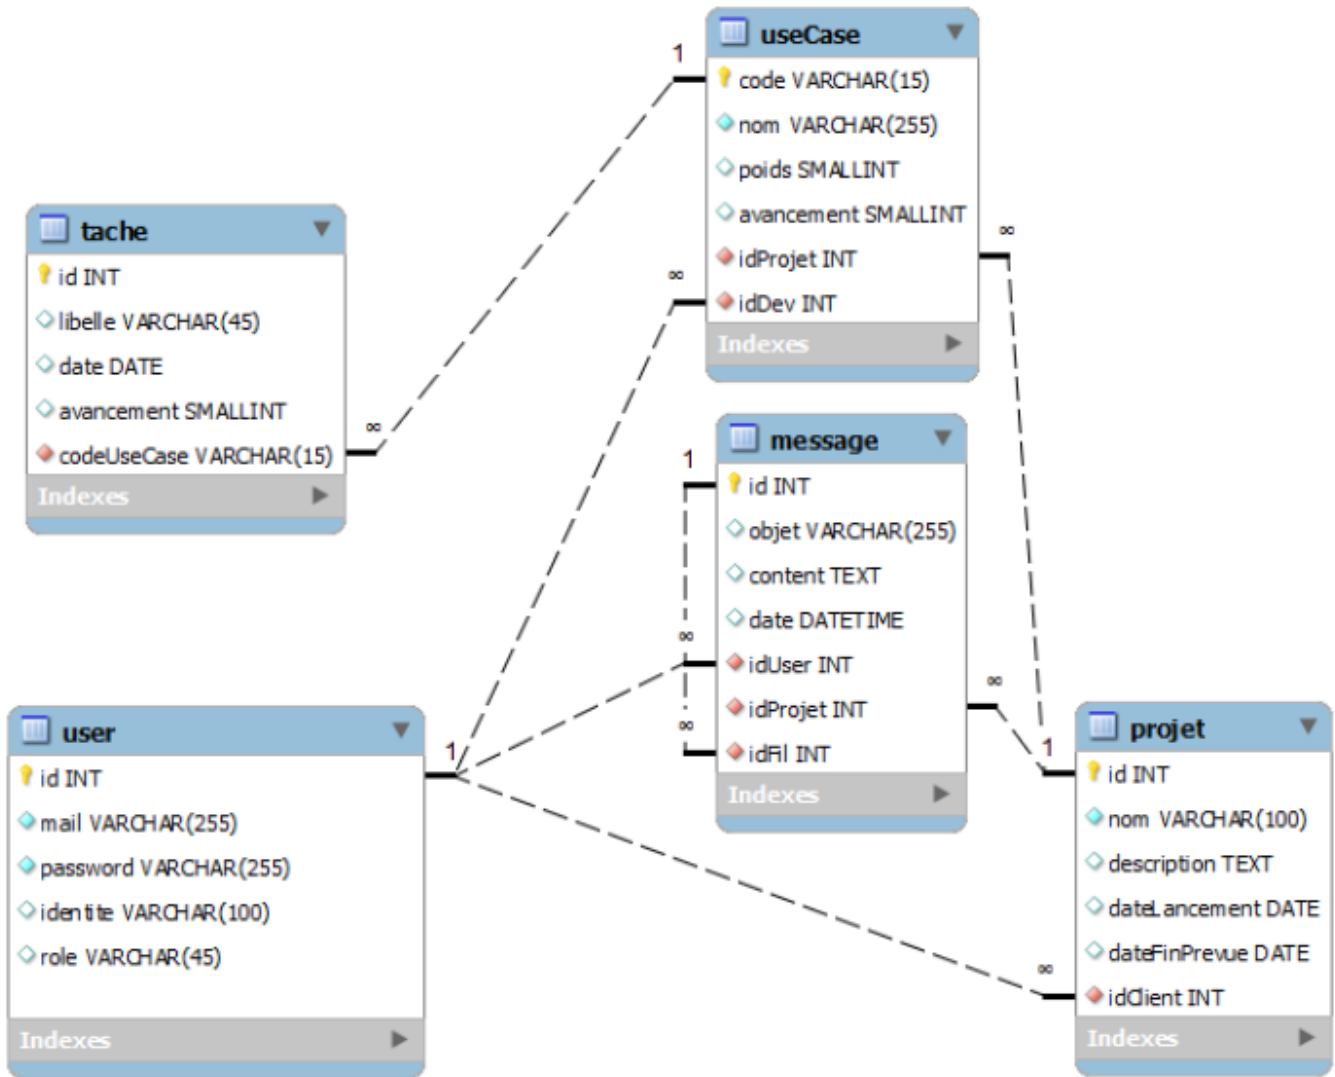 useCase
code VARCHAR(15)
nom VARCHAR(255)
poids SMALLINT
avancement SMALLINT
idProjet INT
idDev INT
Indexes
1
∞
∞
tache
id INT
libelle VARCHAR(45)
date DATE
avancement SMALLINT
codeUseCase VARCHAR(15)
Indexes
∞
message
id INT
objet VARCHAR(255)
content TEXT
date DATETIME
idUser INT
idProjet INT
idFil INT
Indexes
1
∞
∞
∞
user
id INT
mail VARCHAR(255)
password VARCHAR(255)
identite VARCHAR(100)
role VARCHAR(45)
Indexes
1
projet
id INT
nom VARCHAR(100)
description TEXT
dateLancement DATE
dateFinPrevue DATE
idClient INT
Indexes
1
∞